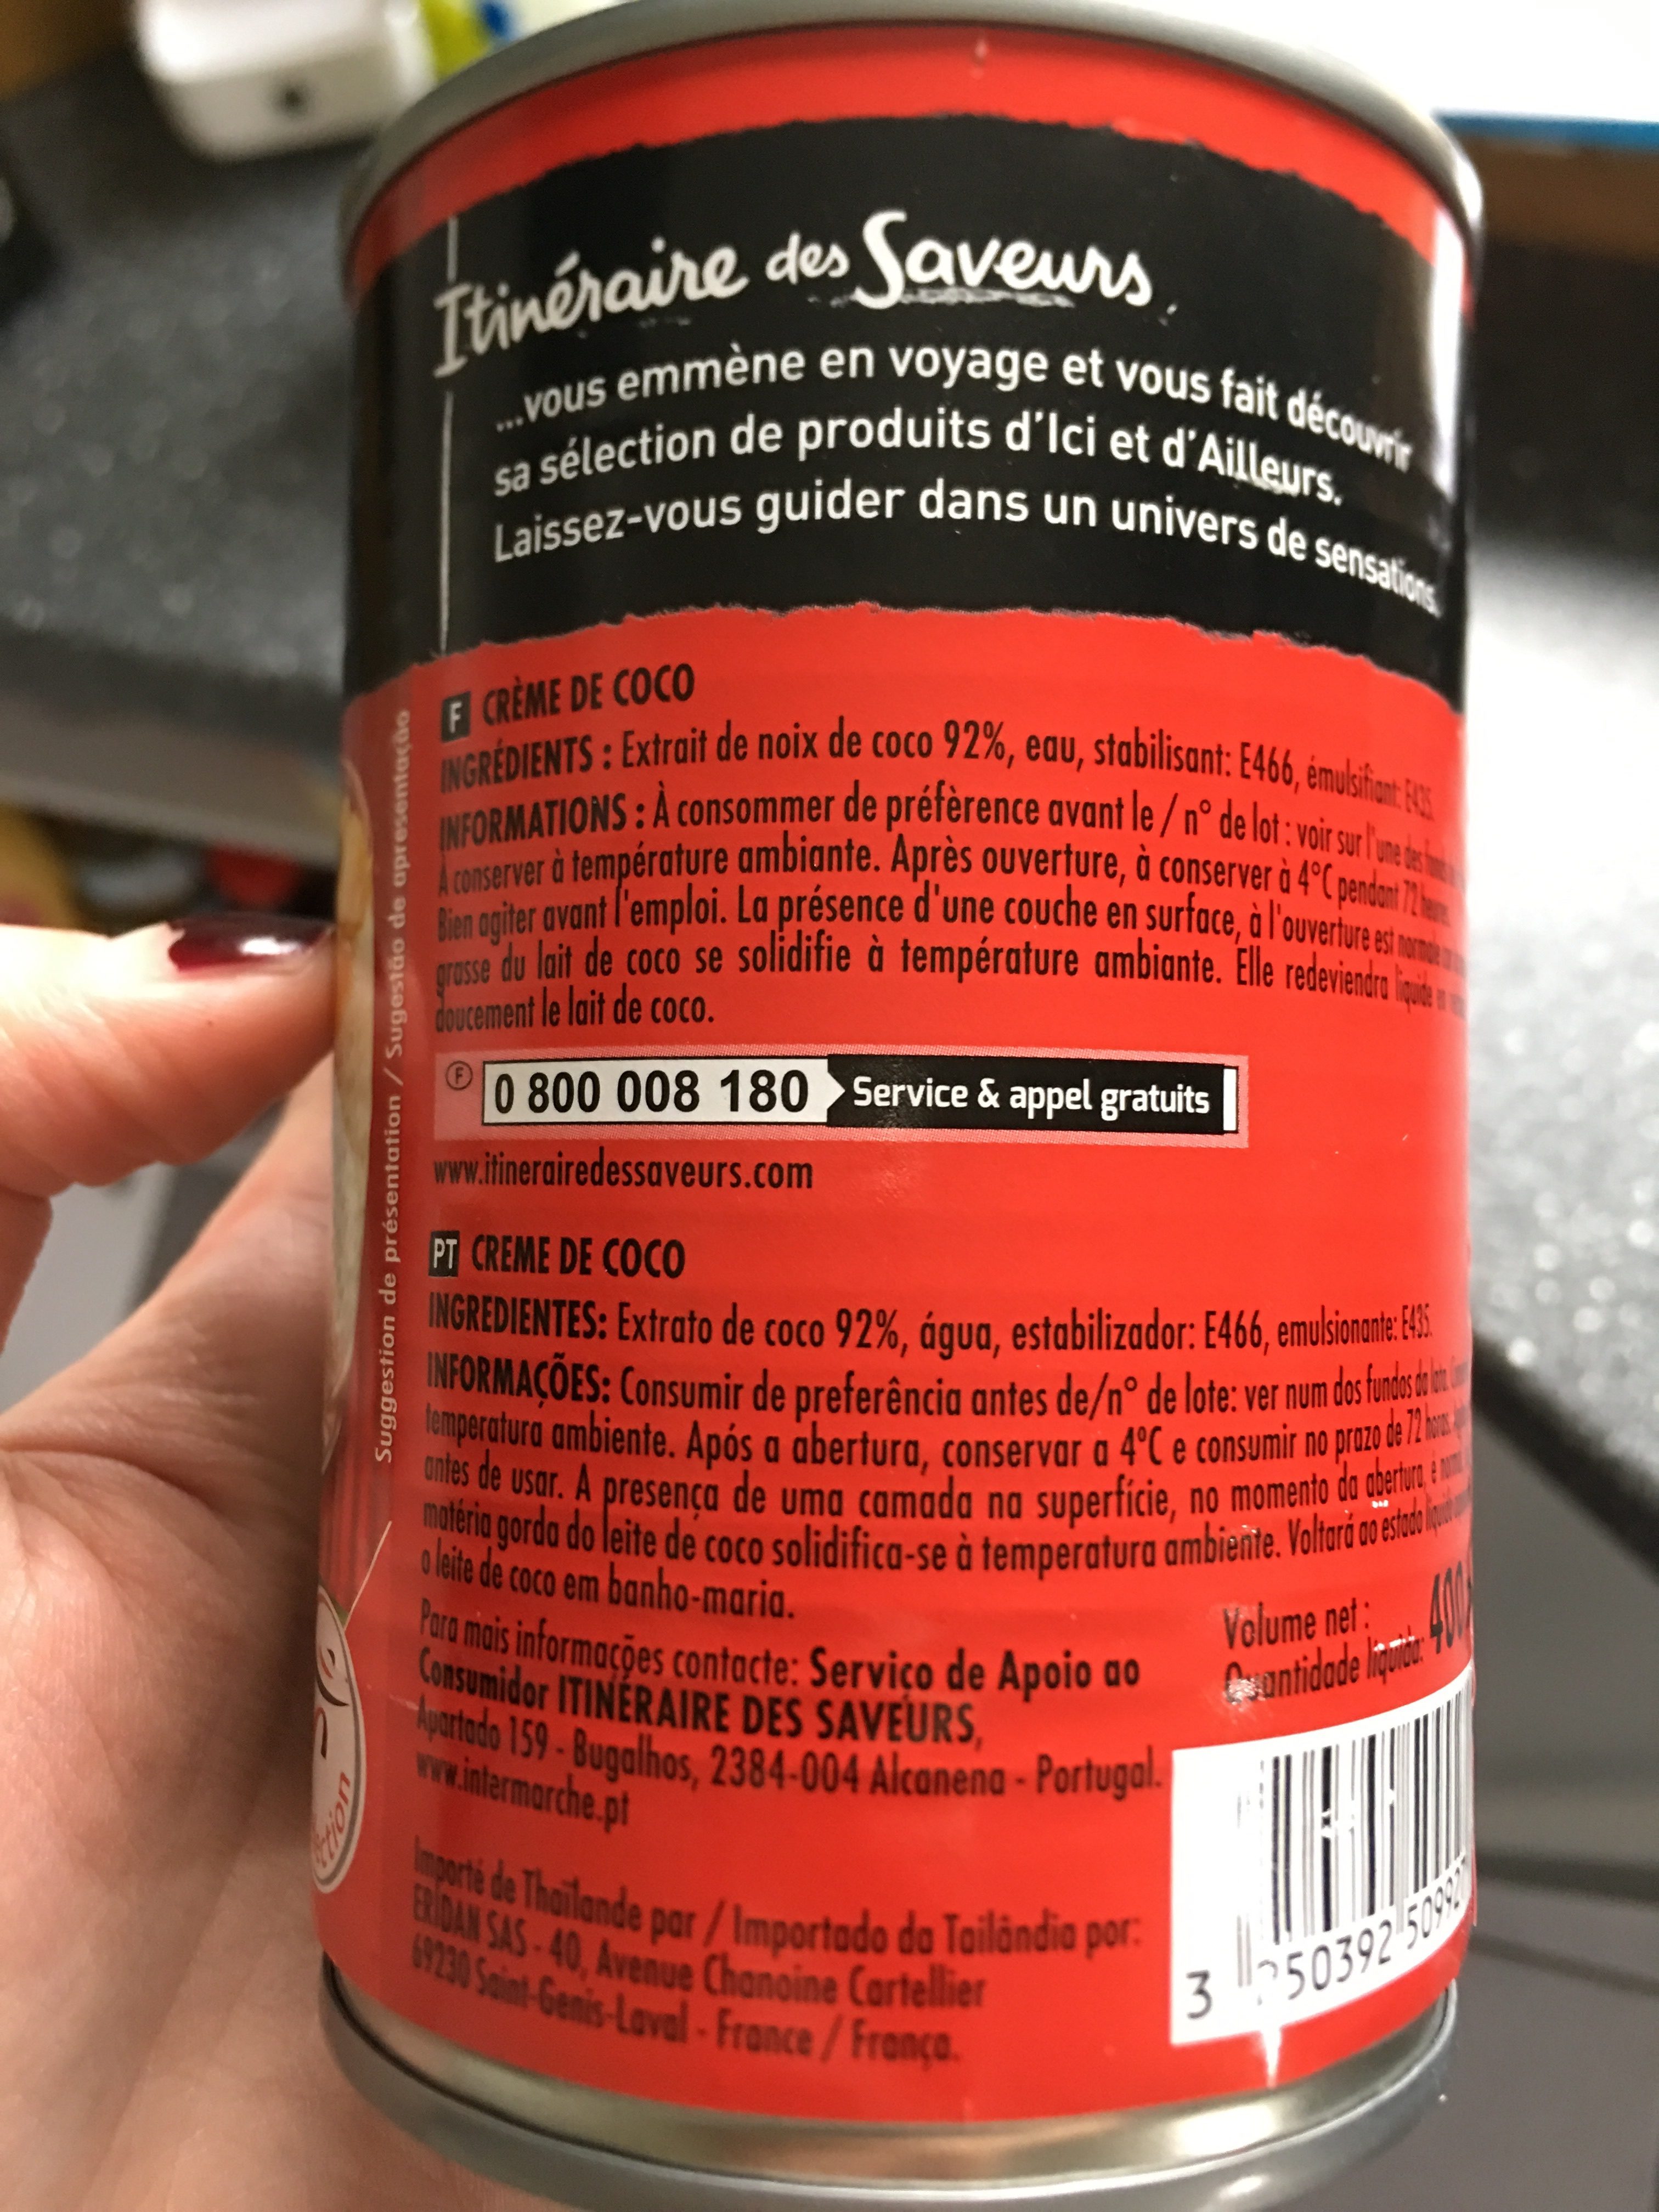 Itinéraire des Saveurs
...vous emmène en voyage et vous fait découvrir
sa sélection de produits d'Ici et d'Ailleurs.
Laissez-vous guider dans un univers de sensations.
F CRÈME DE COCO
INGRÉDIENTS : Extrait de noix de coco 92%, eau, stabilisant: E466, émulsifiant: E435.
INFORMATIONS : À consommer de préfèrence avant le / n° de lot : voir sur l'une des
À conserver à température ambiante. Après ouverture, à conserver à 4°C pendant 72 heures.
Bien agiter avant l'emploi. La présence d'une couche en surface, à l'ouverture est normale
grasse du lait de coco se solidifie à température ambiante. Elle redeviendra liquide
doucement le lait de coco.
F 0 800 008 180 Service & appel gratuits
www.itinerairedessaveurs.com
PT CREME DE COCO
INGREDIENTES: Extrato de coco 92%, água, estabilizador: E466, emulsionante: E435.
INFORMAÇÕES: Consumir de preferência antes de/n° de lote: ver num dos fundos da lata.
temperatura ambiente. Após a abertura, conservar a 4°C e consumir no prazo de 72 horas.
antes de usar. A presença de uma camada na superfície, no momento da abertura, é
matéria gorda do leite de coco solidifica-se à temperatura ambiente. Voltará ao estado líquido
o leite de coco em banho-maria.
Para mais informações contacte: Serviço de Apoio ao
Consumidor ITINÉRAIRE DES SAVEURS,
Apartado 159 - Bugalhos, 2384-004 Alcanena - Portugal.
www.intermarche.pt
Volume net :
Quantidade líquida: 400
Importé de Thaïlande par / Importado da Tailândia por:
ERIDAN SAS - 40, Avenue Chanoine Cartellier
69230 Saint-Genis-Laval - France / França.
3 250392 50992
Suggestion de présentation / Sugestão de apresentação